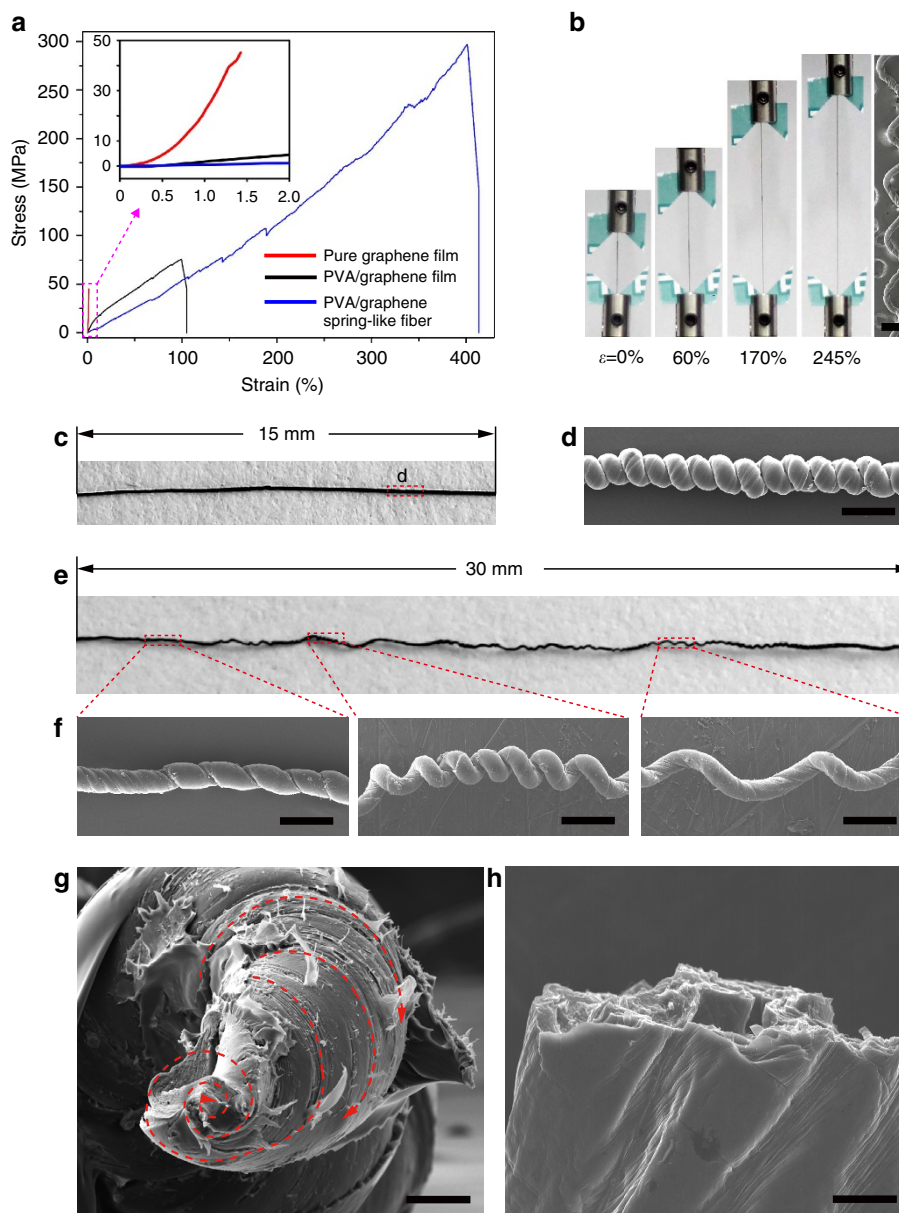 a
Stress (MPa)
300
250
200
150
100
50
0
50
40
10
0
0
0.5
1.0
1.5
2.0
Pure graphene film
PVA/graphene film
PVA/graphene
spring-like fiber
0
100
200
300
400
Strain (%)
b
ε=0%
60%
170%
245%
c
15 mm
d
d
e
30 mm
f
g
h